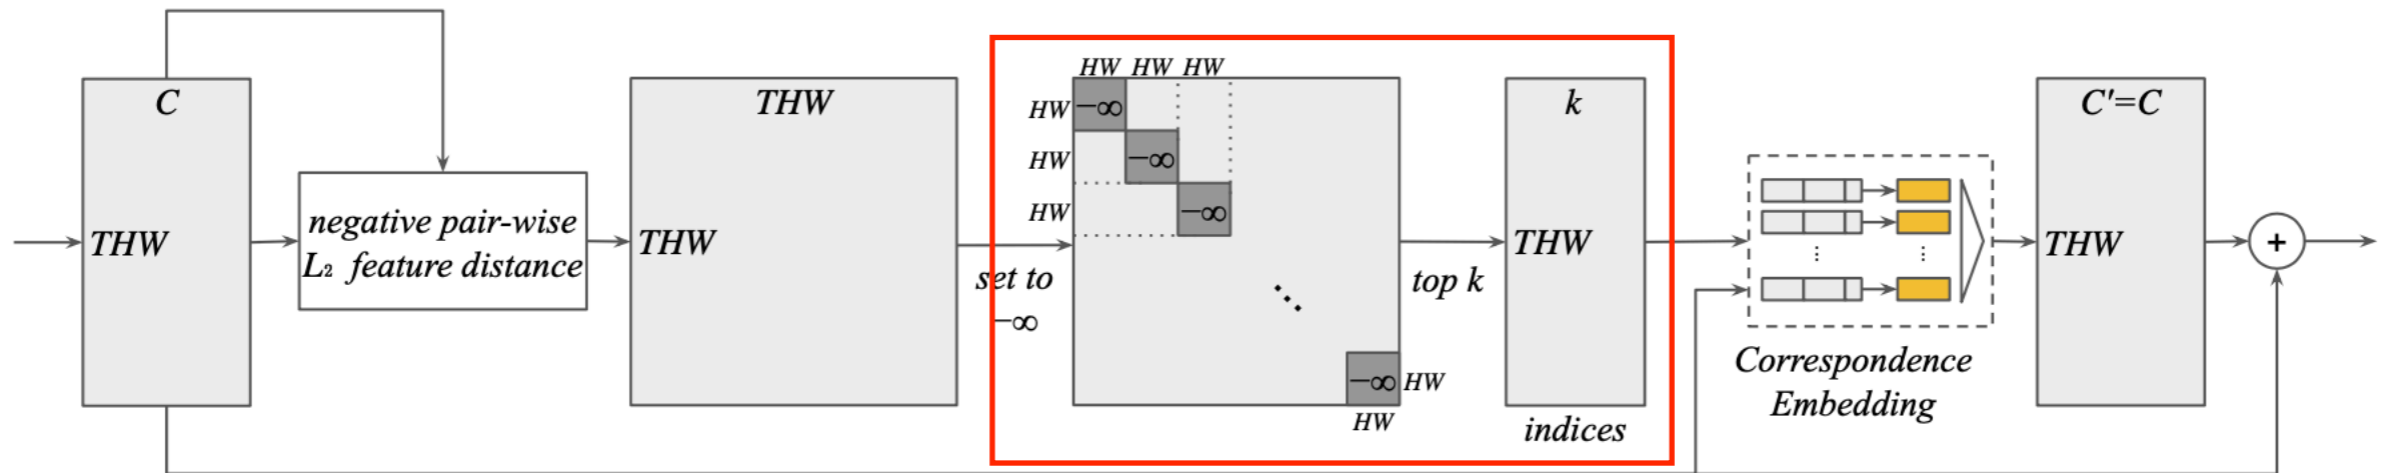 C
THW
negative pair-wise
L₂ feature distance
THW
THW
set to
−∞
HW HW HW
HW
HW
HW
−∞
−∞
−∞
−∞
HW
HW
top k
k
THW
indices
Correspondence
Embedding
C'=C
THW
+